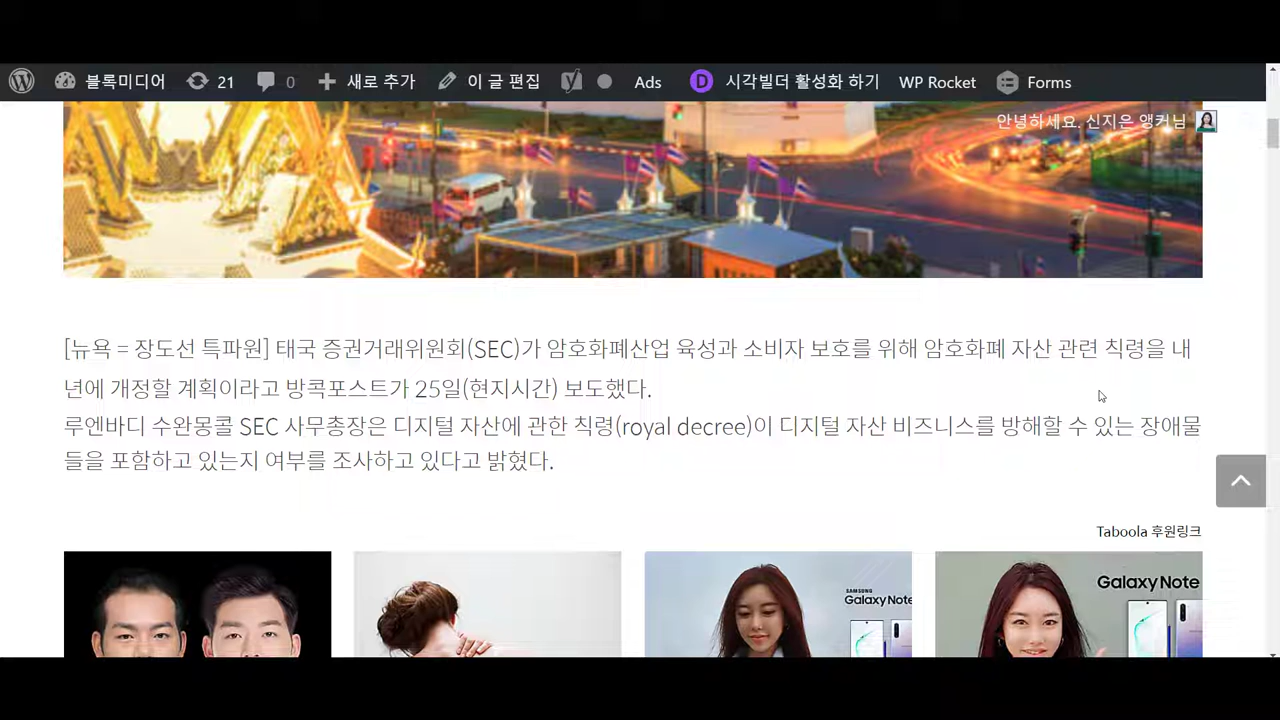 블록미디어 21 0 새로 추가 이 글 편집 Ads D 시각빌더 활성화 하기 WP Rocket Forms
안녕하세요. 신지은 앵커님
[뉴욕 = 장도선 특파원] 태국 증권거래위원회(SEC)가 암호화폐산업 육성과 소비자 보호를 위해 암호화폐 자산 관련 칙령을 내
년에 개정할 계획이라고 방콕포스트가 25일(현지시간) 보도했다.
루엔바디 수완몽콜 SEC 사무총장은 디지털 자산에 관한 칙령(royal decree)이 디지털 자산 비즈니스를 방해할 수 있는 장애물
들을 포함하고 있는지 여부를 조사하고 있다고 밝혔다.
Taboola 후원링크
SAMSUNG
Galaxy Note
Galaxy Note